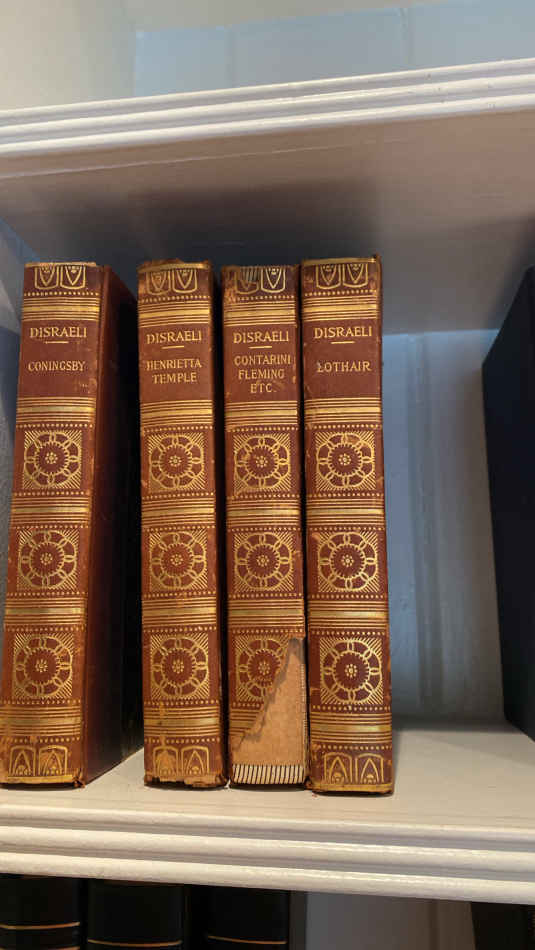 DISRAELI
CONINGSBY
DISRAELI
HENRIETTA
TEMPLE
DISRAELI
CONTARINI
FLEMING
ETC.
DISRAELI
LOTHAIR